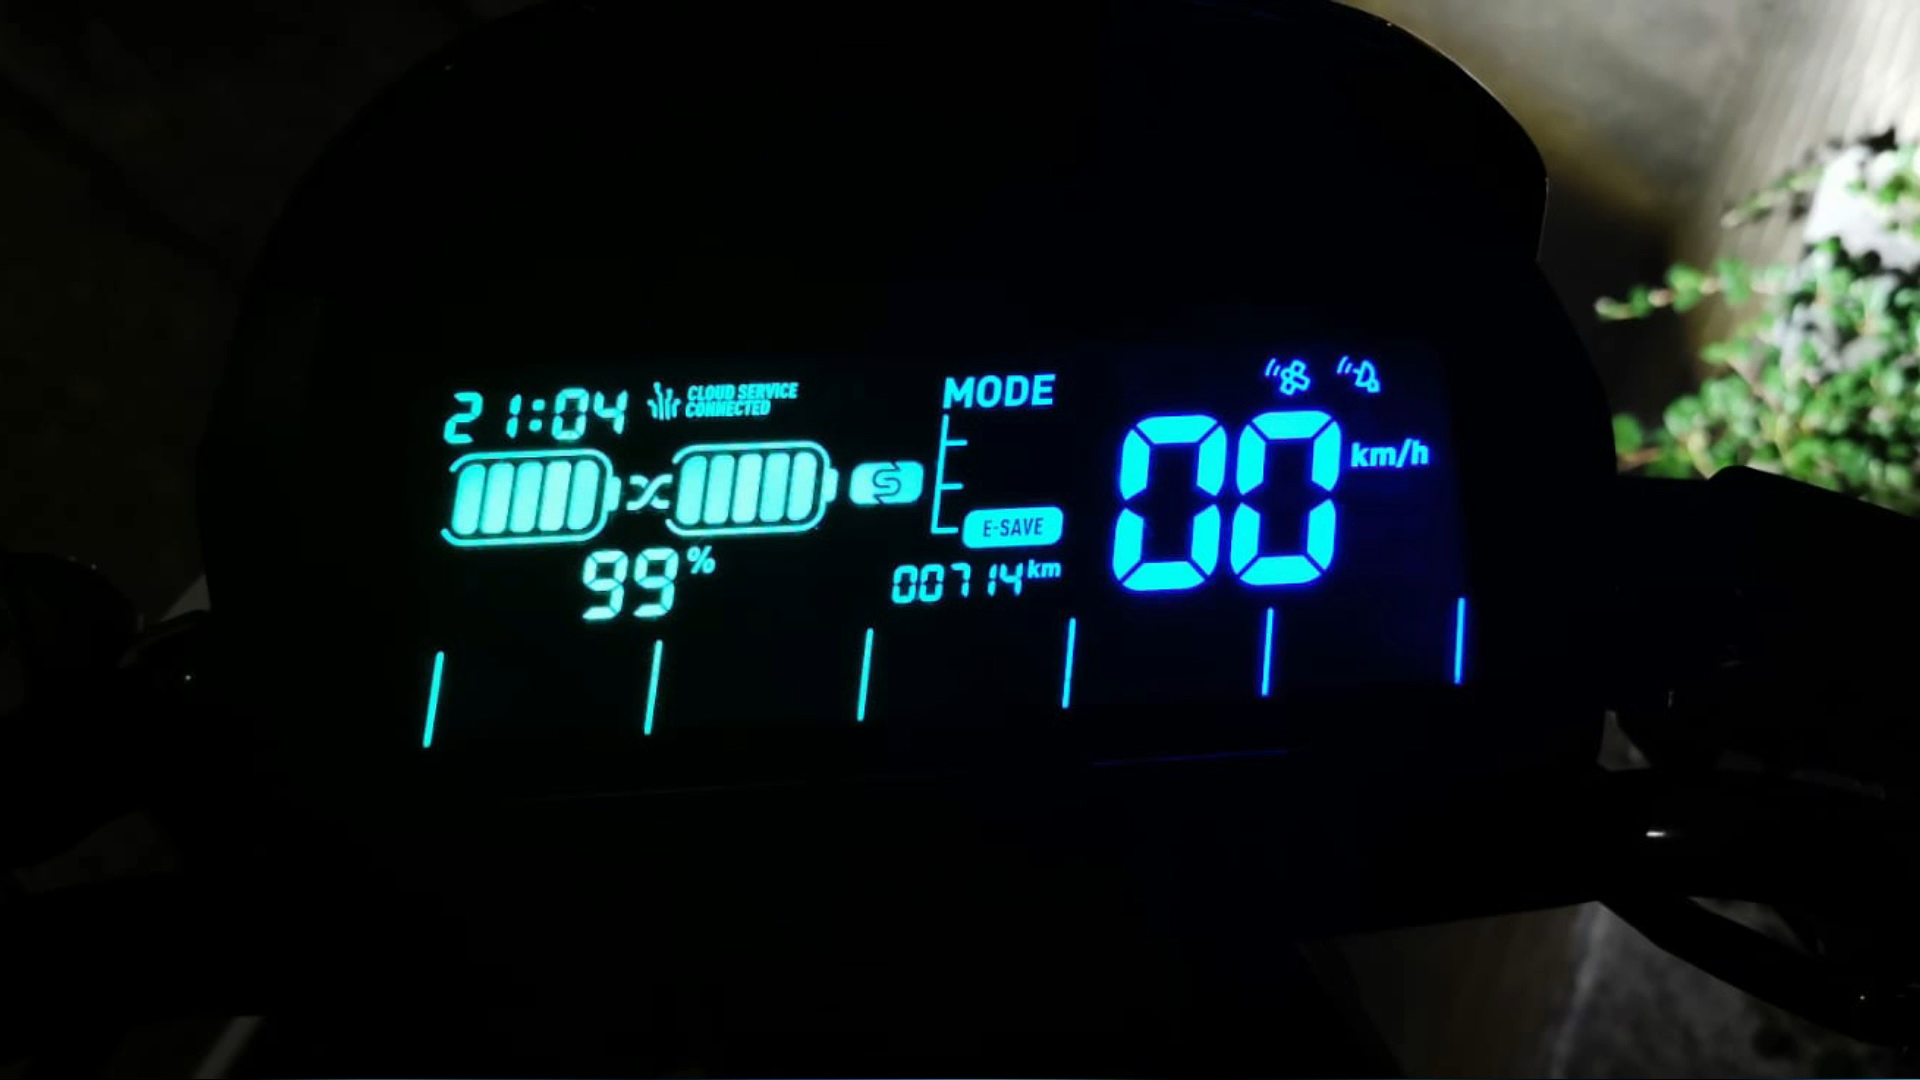 21:04 CLOUD SERVICE
CONNECTED
MODE
S
00 km/h
E-SAVE
99%
00714km